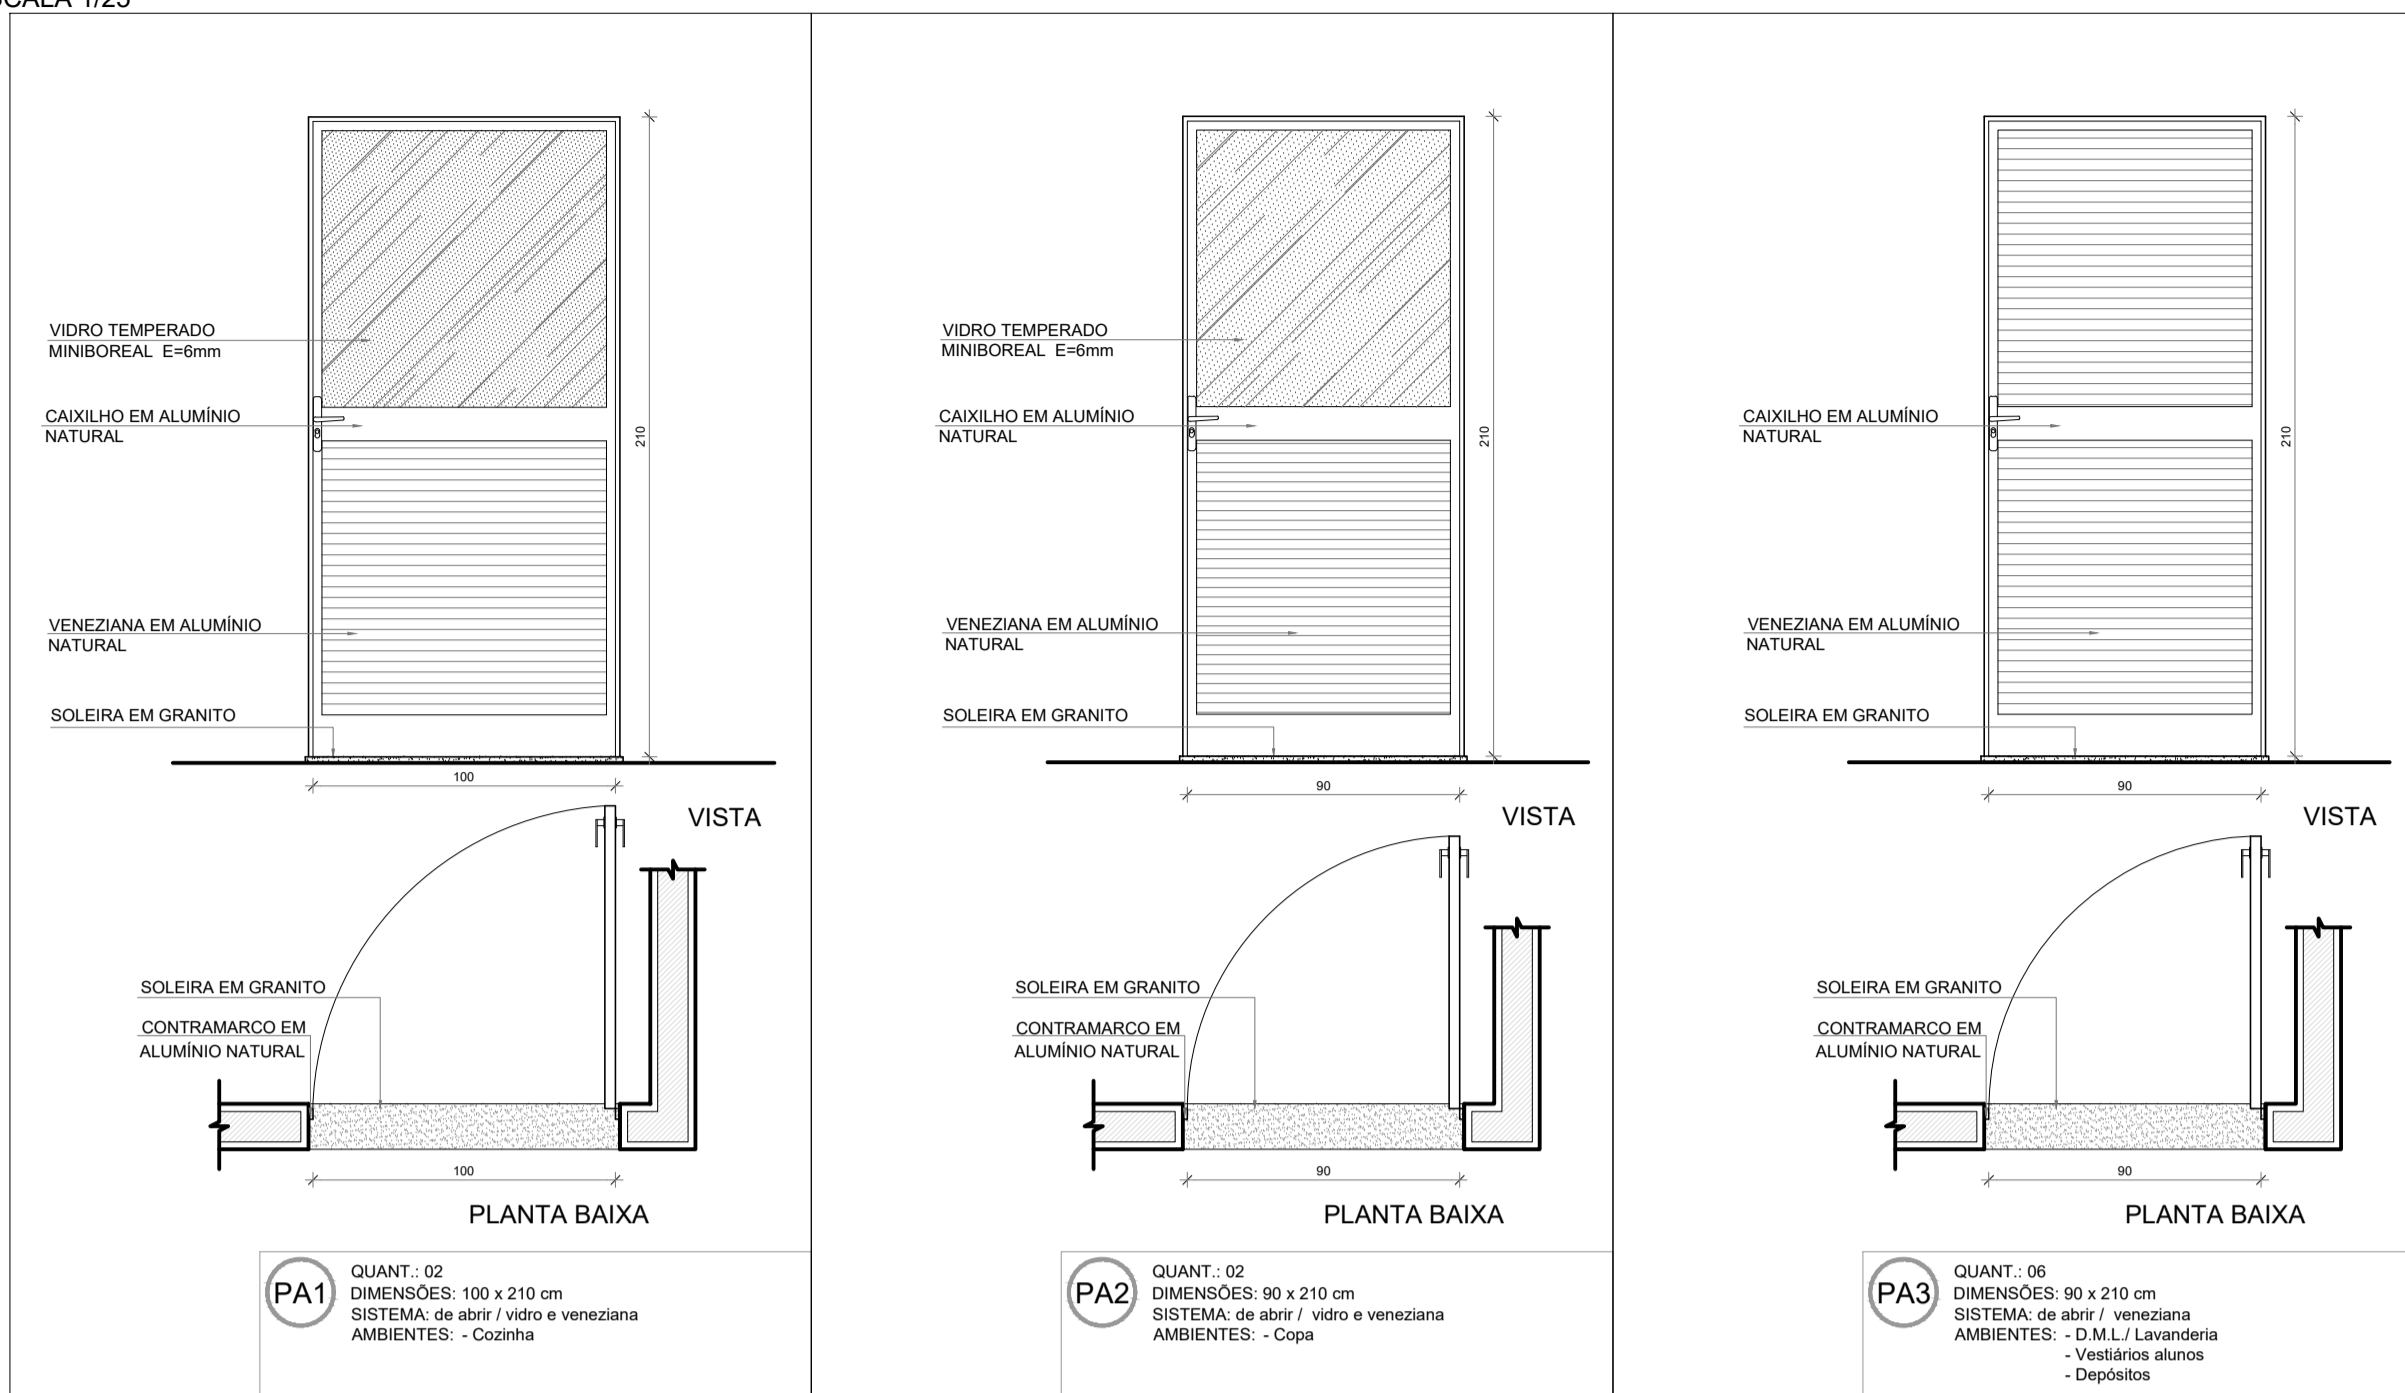 SCALA 1/25
VIDRO TEMPERADO
MINIBOREAL E=6mm
CAIXILHO EM ALUMÍNIO
NATURAL
210
VENEZIANA EM ALUMÍNIO
NATURAL
SOLEIRA EM GRANITO
100
VISTA
SOLEIRA EM GRANITO
CONTRAMARCO EM
ALUMÍNIO NATURAL
100
PLANTA BAIXA
PA1
QUANT.: 02
DIMENSÕES: 100 x 210 cm
SISTEMA: de abrir / vidro e veneziana
AMBIENTES: - Cozinha
VIDRO TEMPERADO
MINIBOREAL E=6mm
CAIXILHO EM ALUMÍNIO
NATURAL
210
VENEZIANA EM ALUMÍNIO
NATURAL
SOLEIRA EM GRANITO
90
VISTA
SOLEIRA EM GRANITO
CONTRAMARCO EM
ALUMÍNIO NATURAL
90
PLANTA BAIXA
PA2
QUANT.: 02
DIMENSÕES: 90 x 210 cm
SISTEMA: de abrir / vidro e veneziana
AMBIENTES: - Copa
CAIXILHO EM ALUMÍNIO
NATURAL
210
VENEZIANA EM ALUMÍNIO
NATURAL
SOLEIRA EM GRANITO
90
VISTA
SOLEIRA EM GRANITO
CONTRAMARCO EM
ALUMÍNIO NATURAL
90
PLANTA BAIXA
PA3
QUANT.: 06
DIMENSÕES: 90 x 210 cm
SISTEMA: de abrir / veneziana
AMBIENTES: - D.M.L./ Lavanderia
- Vestiários alunos
- Depósitos